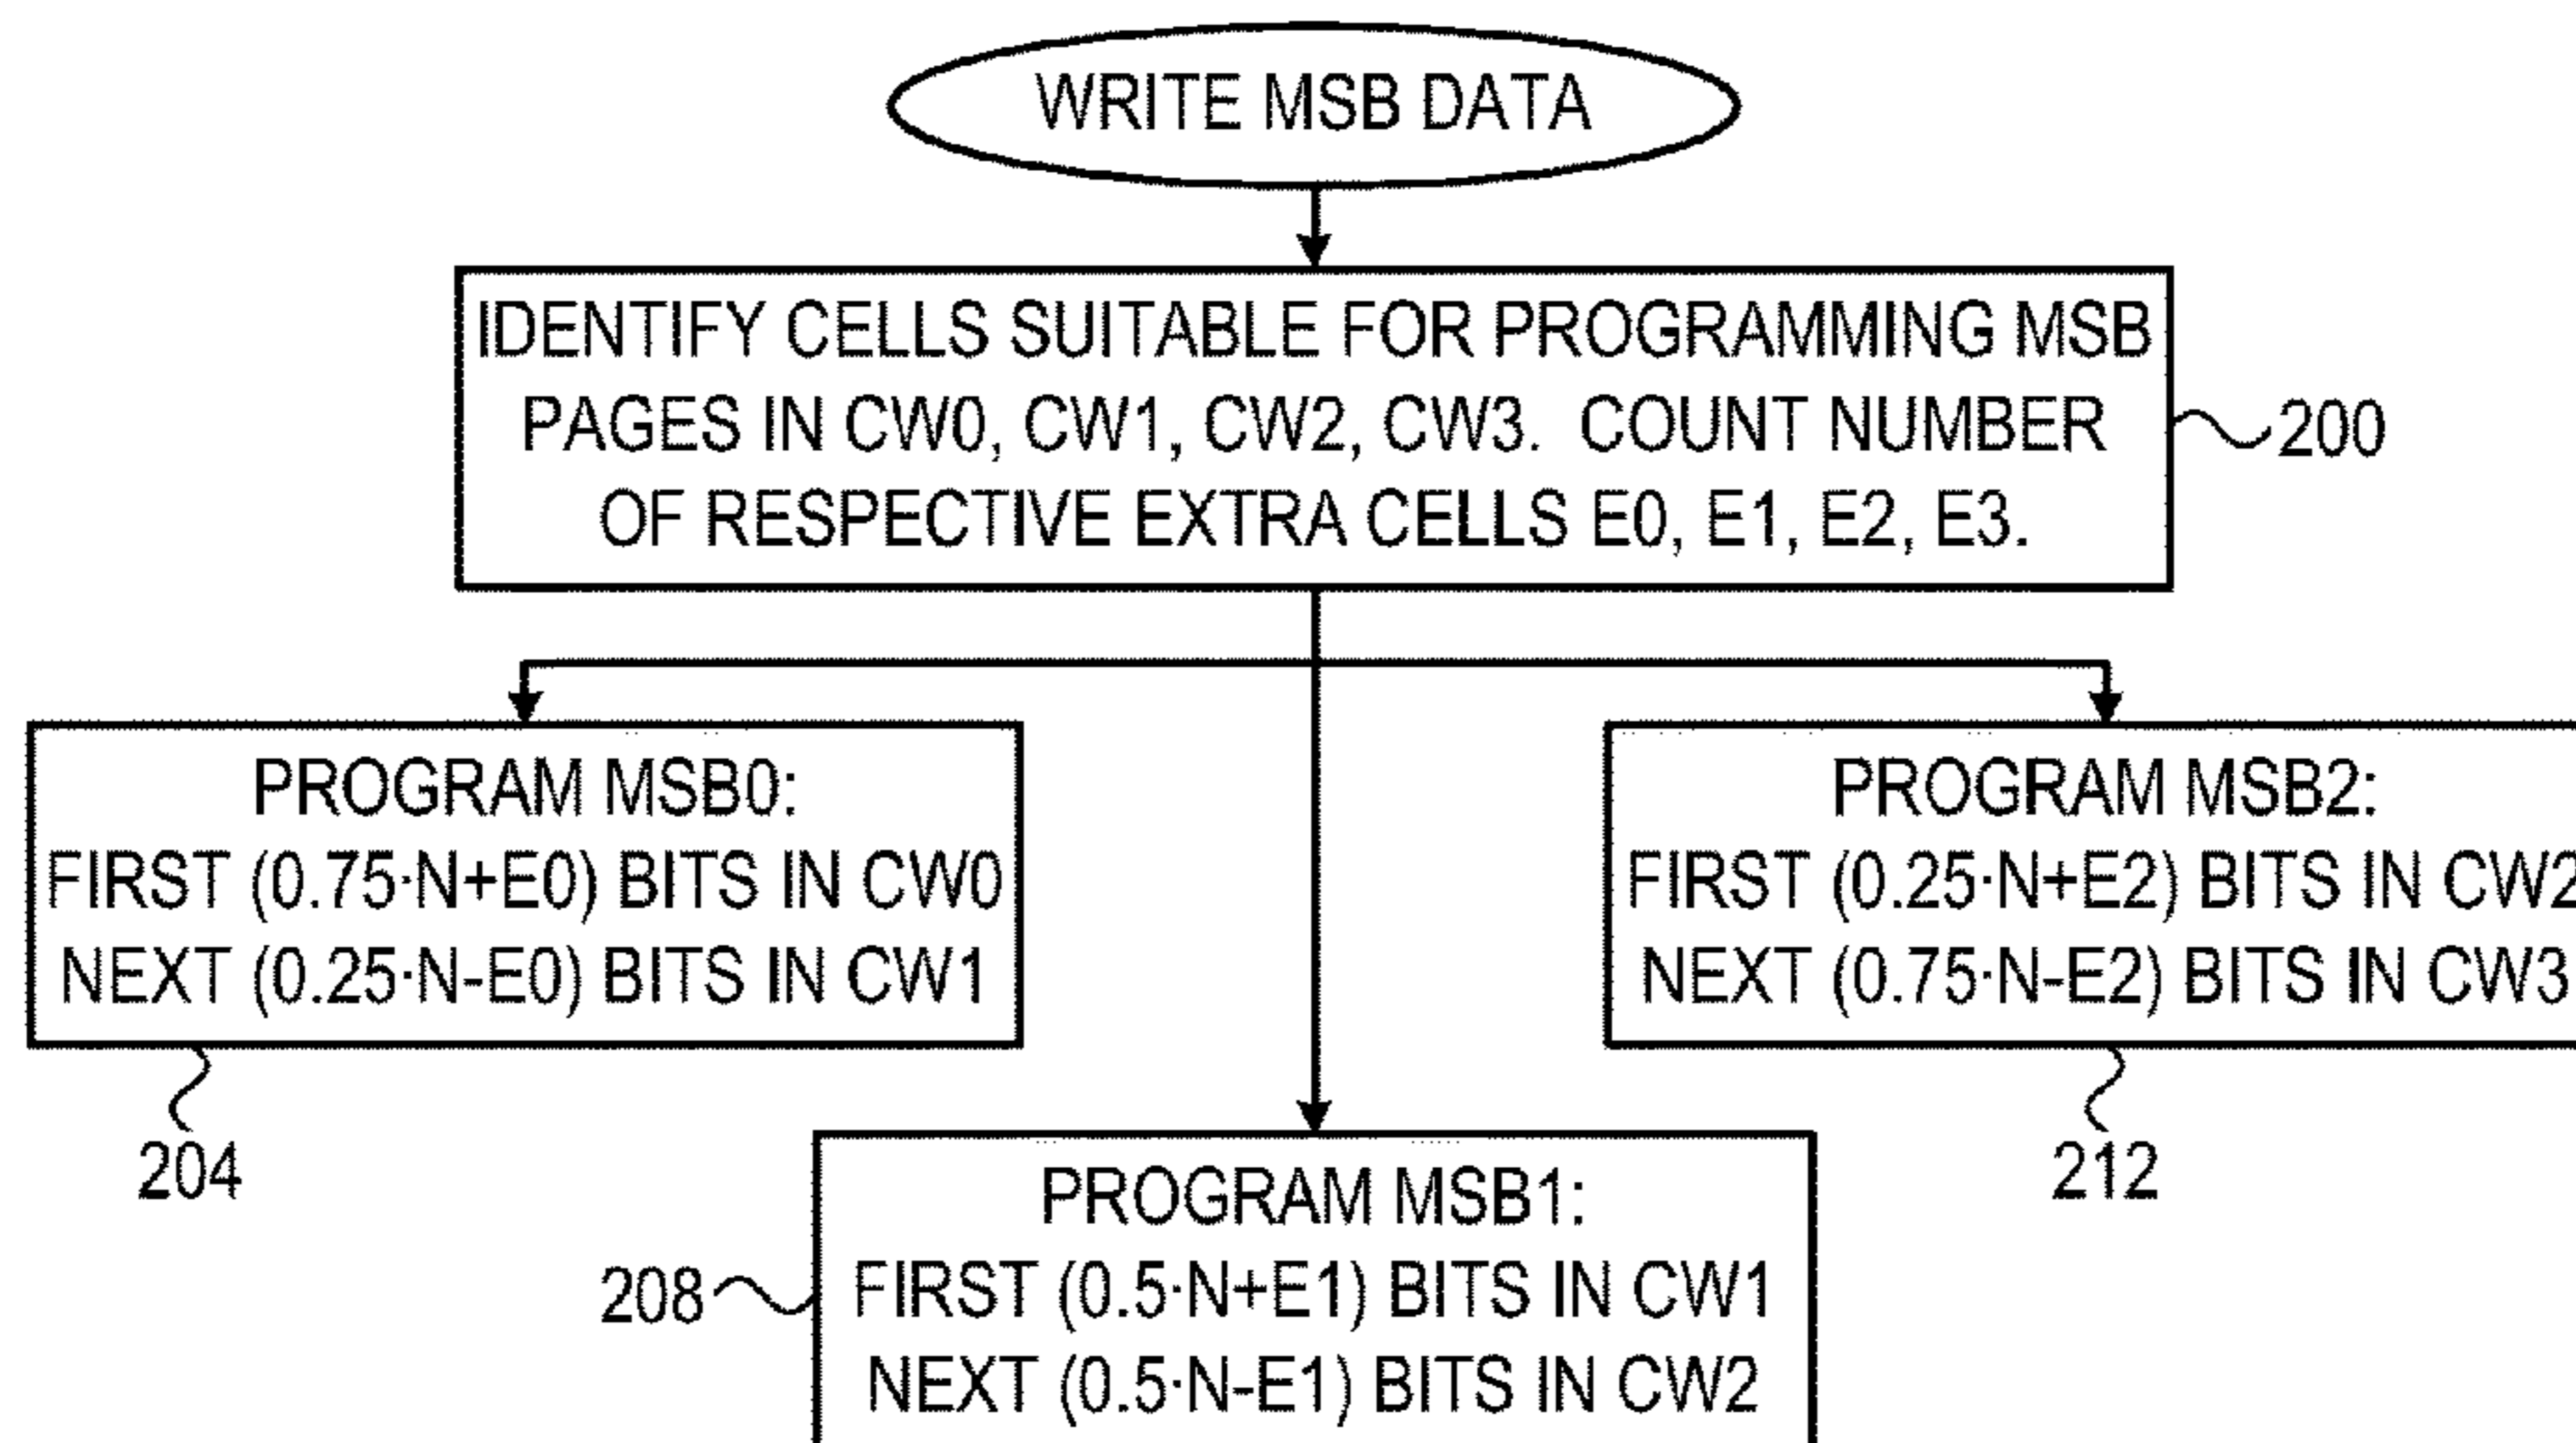 WRITE MSB DATA
IDENTIFY CELLS SUITABLE FOR PROGRAMMING MSB
PAGES IN CW0, CW1, CW2, CW3. COUNT NUMBER
OF RESPECTIVE EXTRA CELLS E0, E1, E2, E3.
200
PROGRAM MSB0:
FIRST (0.75·N+E0) BITS IN CW0
NEXT (0.25·N-E0) BITS IN CW1
204
PROGRAM MSB2:
FIRST (0.25·N+E2) BITS IN CW2
NEXT (0.75·N-E2) BITS IN CW3
212
PROGRAM MSB1:
FIRST (0.5·N+E1) BITS IN CW1
NEXT (0.5·N-E1) BITS IN CW2
208